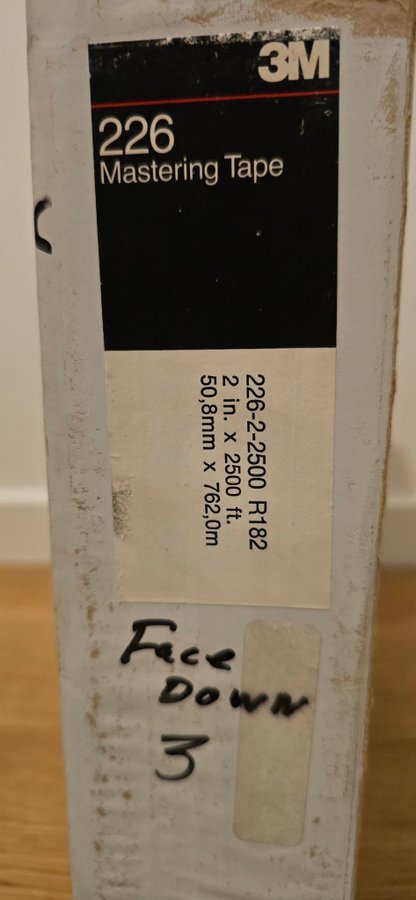 3M
226
Mastering Tape
226-2-2500 R182
2 in. x 2500 ft.
50,8mm x 762,0m
Face
DOWN
3